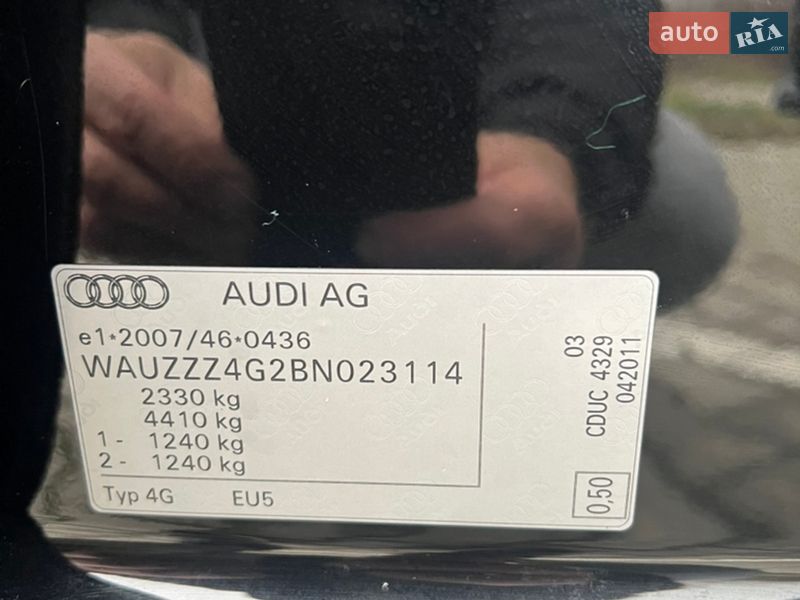 auto RIA .com
AUDI AG
e1*2007/46*0436
WAUZZZ4G2BN023114
2330 kg
4410 kg
1 - 1240 kg
2 - 1240 kg
Typ 4G EU5
03
CDUC 4329
042011
0,50